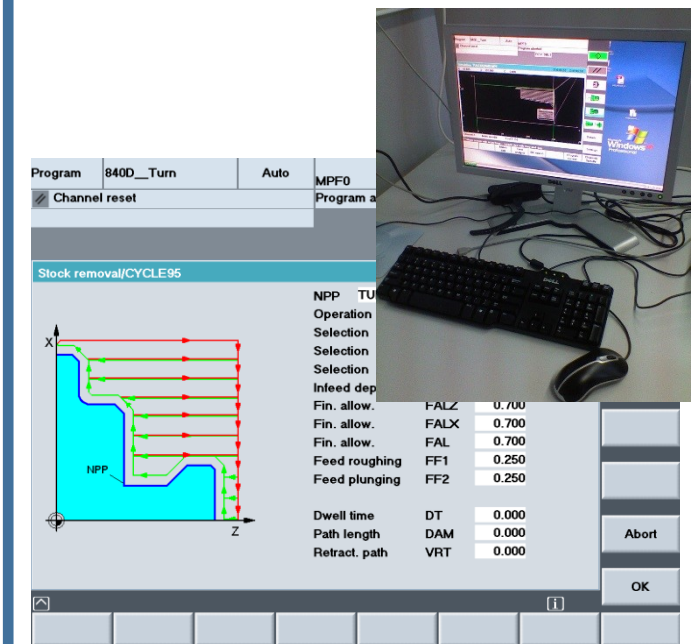 Program 840D__Turn Auto MPF0
Channel reset Program a
Stock removal/CYCLE95
NPP TU
Operation
Selection
Selection
Selection
Infeed dep
Fin. allow. FALZ 0.700
Fin. allow. FALX 0.700
Fin. allow. FAL 0.700
Feed roughing FF1 0.250
Feed plunging FF2 0.250
Dwell time DT 0.000
Path length DAM 0.000
Retract. path VRT 0.000
X
NPP
Z
Abort
OK
i
Windows
Professional
DELL